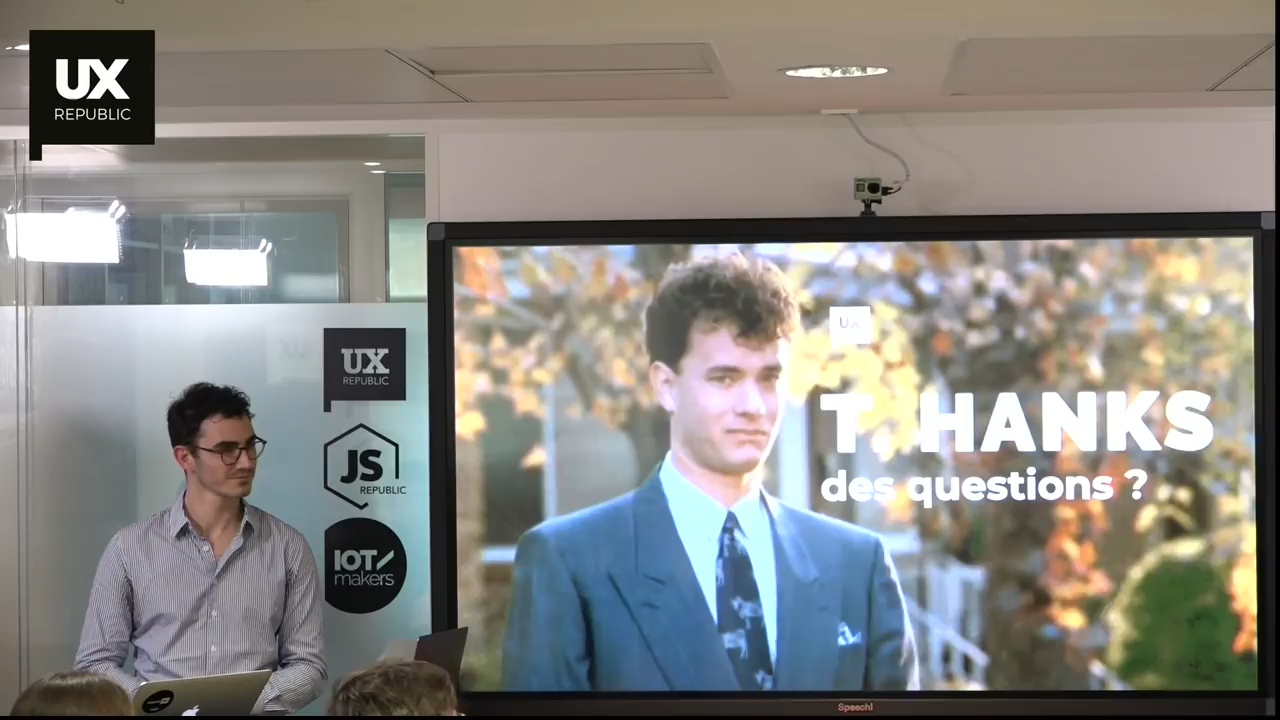 UX
REPUBLIC
UX
REPUBLIC
JS
REPUBLIC
IOT
makers
UX
T. HANKS
des questions ?
Speechi